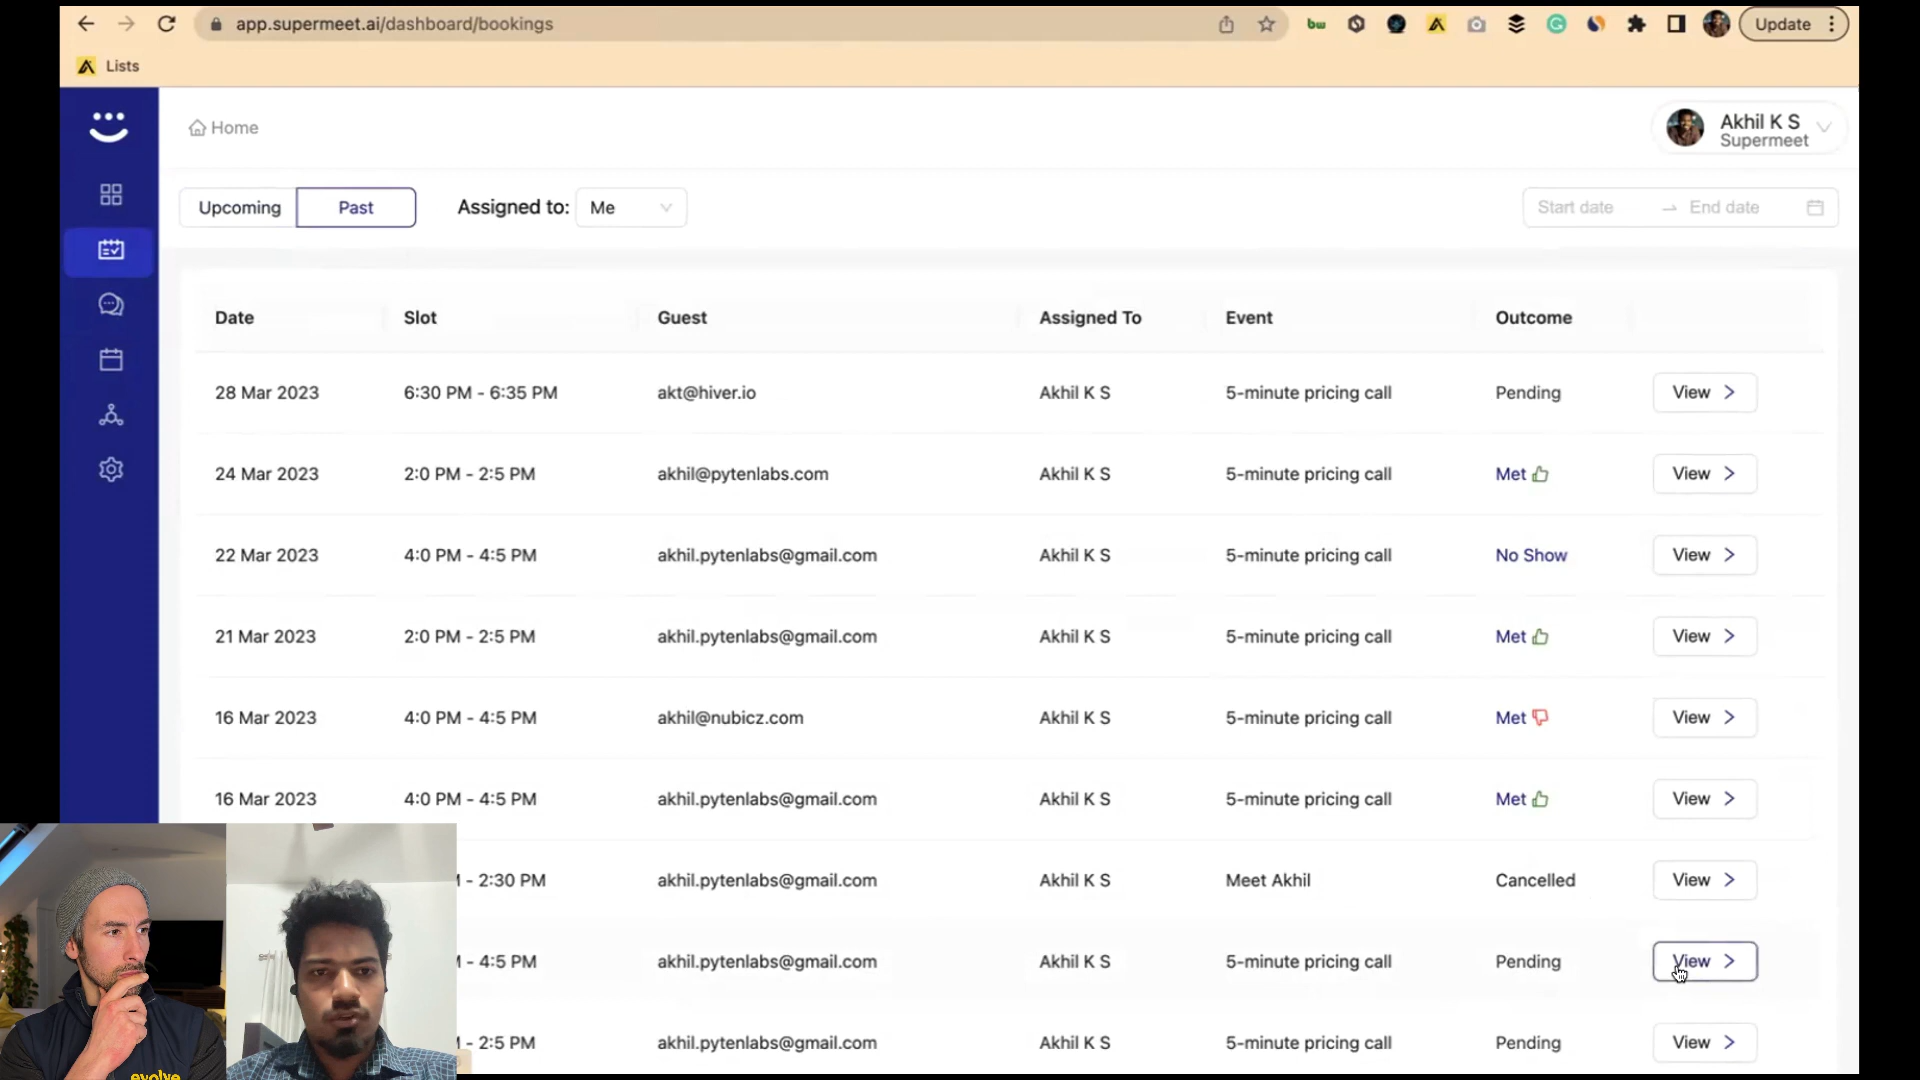 app.supermeet.ai/dashboard/bookings
bw
Update
Lists
Home
Akhil K S
Supermeet
Upcoming
Past
Assigned to:
Me
Start date
End date
Date Slot Guest Assigned To Event Outcome
28 Mar 2023 6:30 PM - 6:35 PM akt@hiver.io Akhil K S 5-minute pricing call Pending View
24 Mar 2023 2:0 PM - 2:5 PM akhil@pytenlabs.com Akhil K S 5-minute pricing call Met View
22 Mar 2023 4:0 PM - 4:5 PM akhil.pytenlabs@gmail.com Akhil K S 5-minute pricing call No Show View
21 Mar 2023 2:0 PM - 2:5 PM akhil.pytenlabs@gmail.com Akhil K S 5-minute pricing call Met View
16 Mar 2023 4:0 PM - 4:5 PM akhil@nubicz.com Akhil K S 5-minute pricing call Met View
16 Mar 2023 4:0 PM - 4:5 PM akhil.pytenlabs@gmail.com Akhil K S 5-minute pricing call Met View
- 2:30 PM akhil.pytenlabs@gmail.com Akhil K S Meet Akhil Cancelled View
- 4:5 PM akhil.pytenlabs@gmail.com Akhil K S 5-minute pricing call Pending View
- 2:5 PM akhil.pytenlabs@gmail.com Akhil K S 5-minute pricing call Pending View
evolve